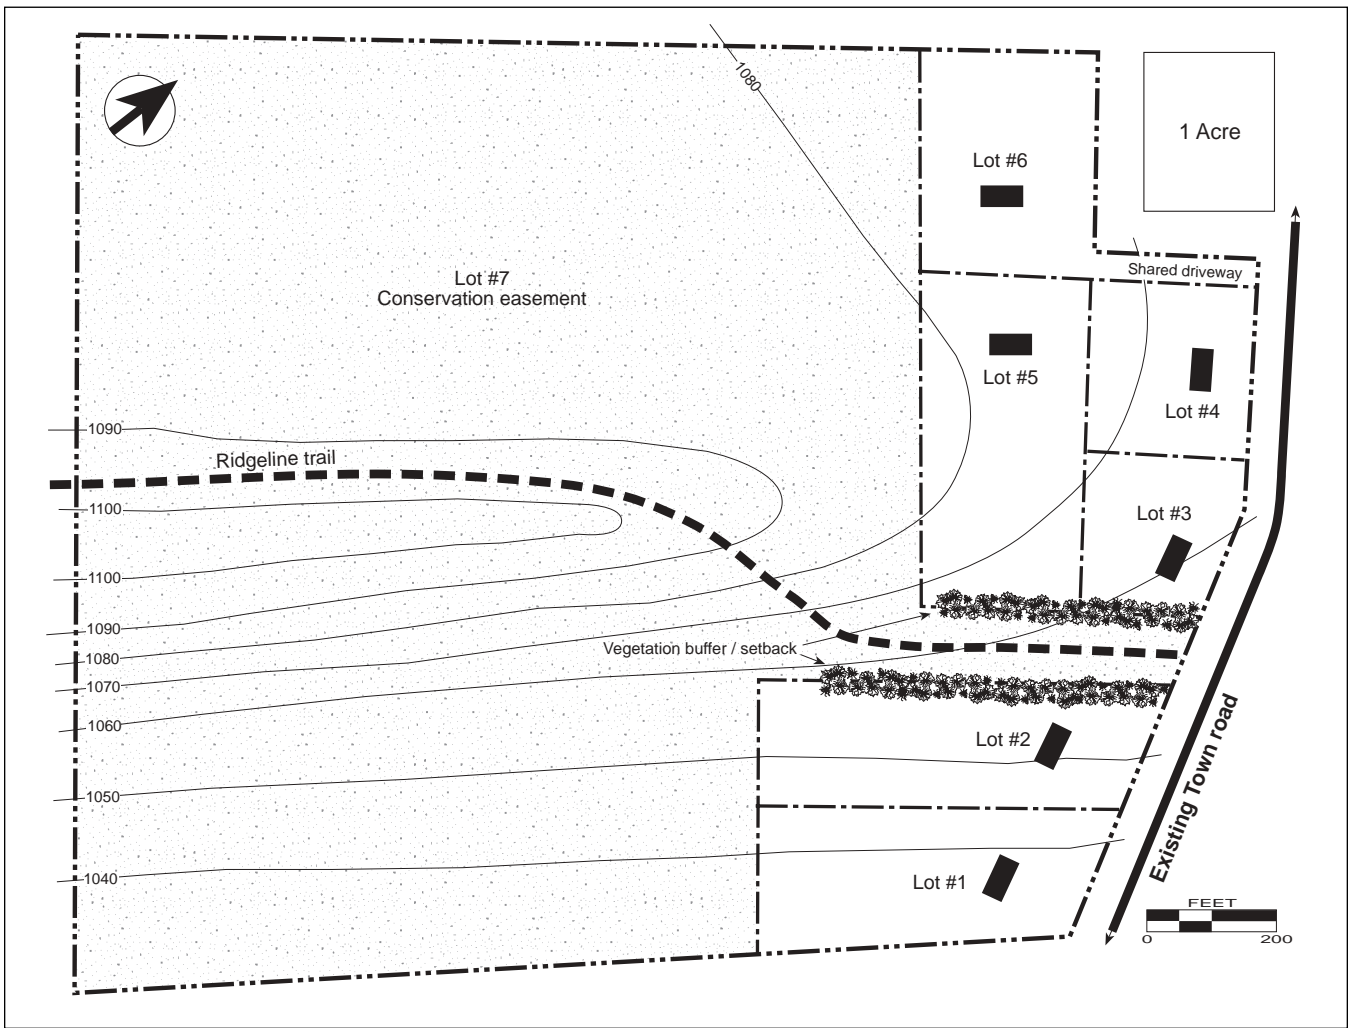 1080
1 Acre
Lot #6
Shared driveway
Lot #7
Conservation easement
Lot #5
Lot #4
1090
Ridgeline trail
1100
Lot #3
1100
1090
1080
Vegetation buffer / setback
1070
1060
Lot #2
Existing Town road
1050
1040
Lot #1
FEET
0 200